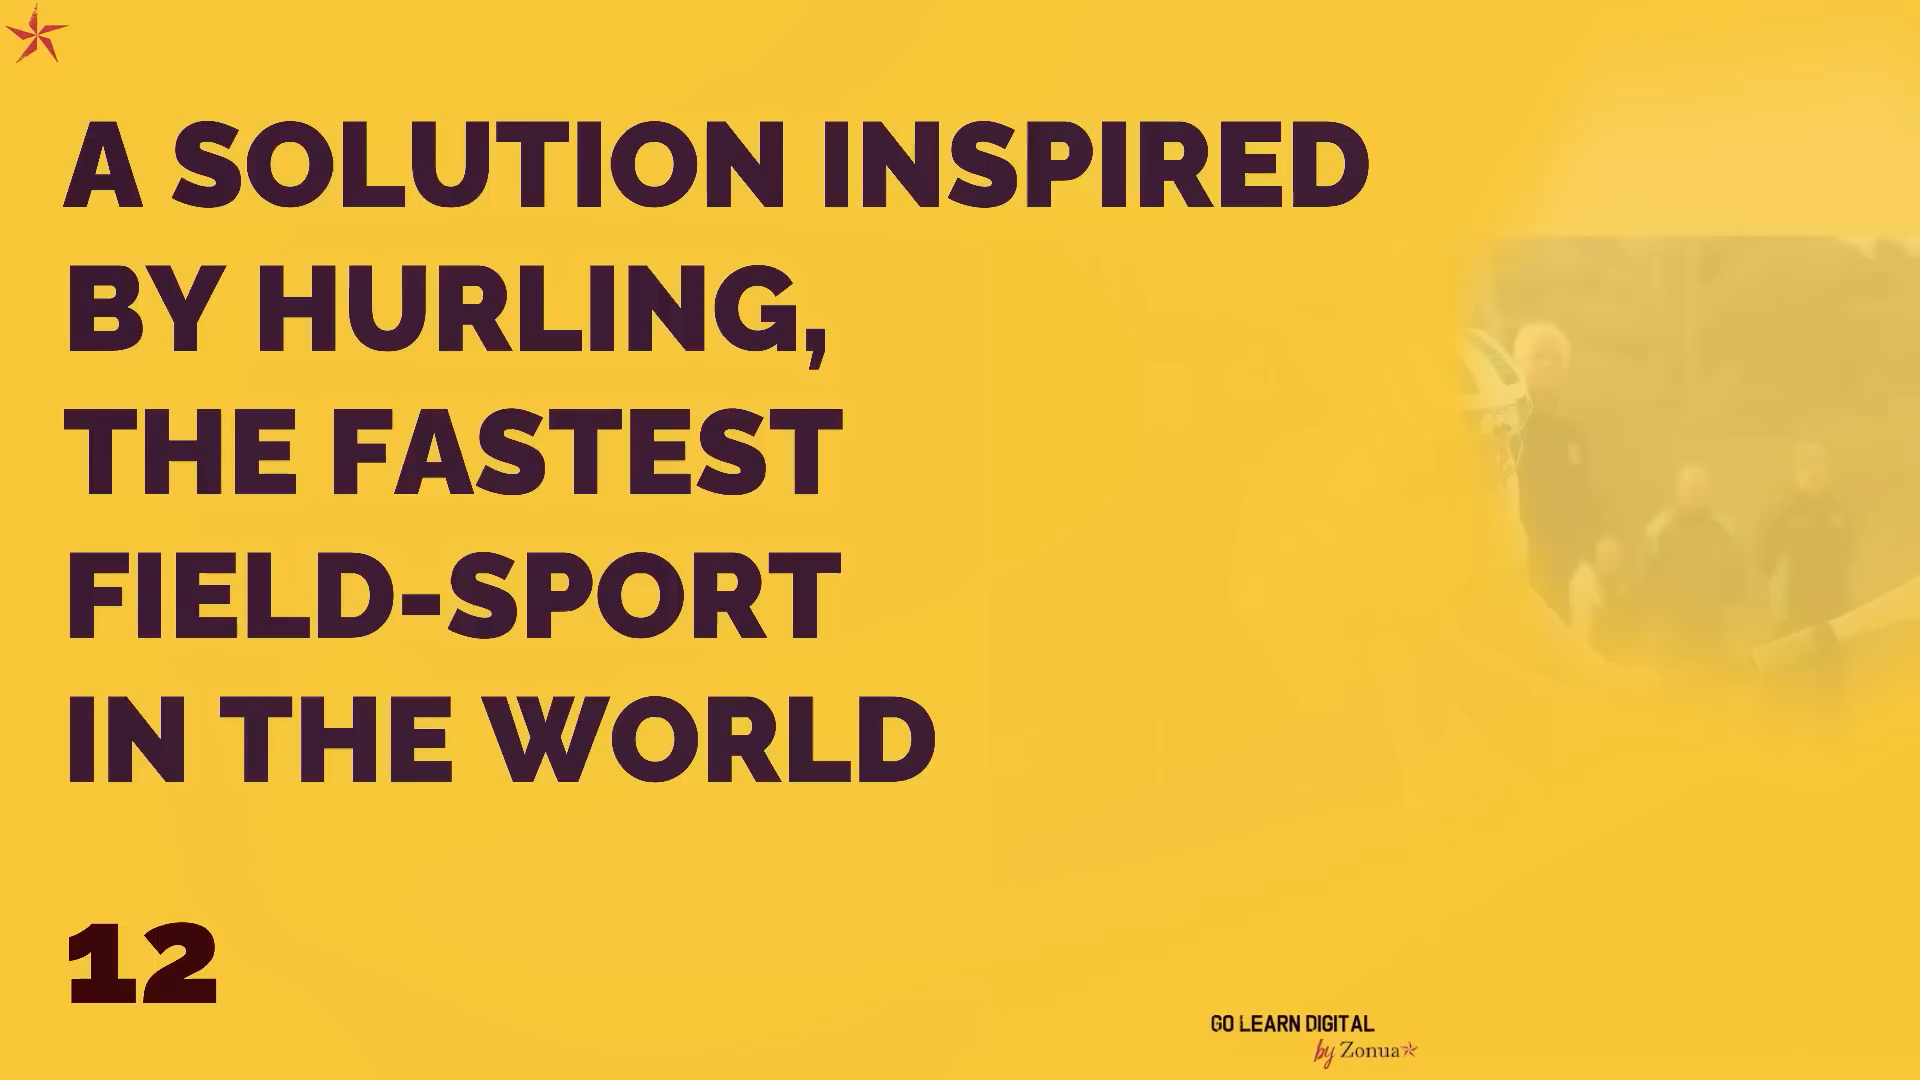 A SOLUTION INSPIRED
BY HURLING,
THE FASTEST
FIELD-SPORT
IN THE WORLD
12
GO LEARN DIGITAL
by Zonua